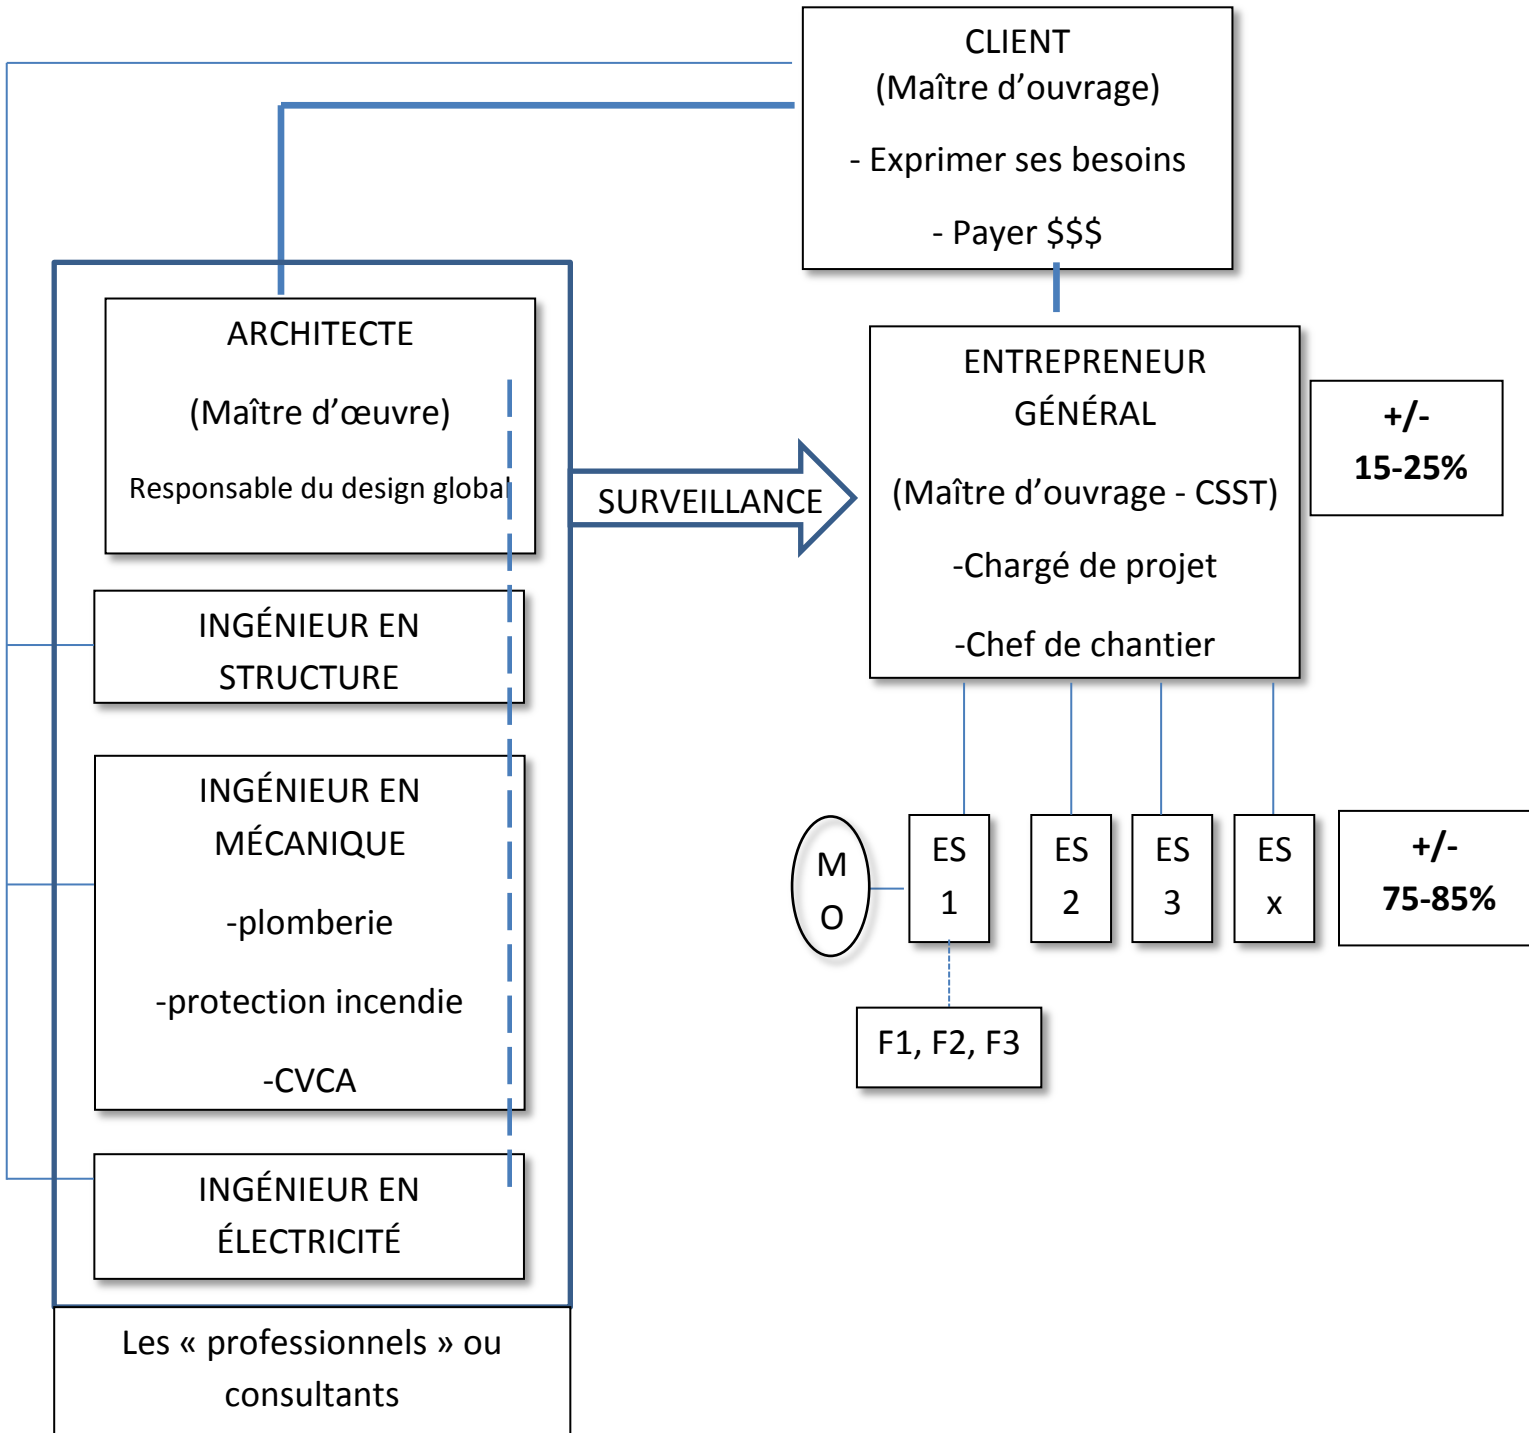 CLIENT
(Maître d’ouvrage)
- Exprimer ses besoins
- Payer $$$
ARCHITECTE
(Maître d’œuvre)
Responsable du design global
INGÉNIEUR EN
STRUCTURE
INGÉNIEUR EN
MÉCANIQUE
-plomberie
-protection incendie
-CVCA
INGÉNIEUR EN
ÉLECTRICITÉ
Les « professionnels » ou
consultants
SURVEILLANCE
ENTREPRENEUR
GÉNÉRAL
(Maître d’ouvrage - CSST)
-Chargé de projet
-Chef de chantier
+/-
15-25%
M
O
ES
1
ES
2
ES
3
ES
x
+/-
75-85%
F1, F2, F3